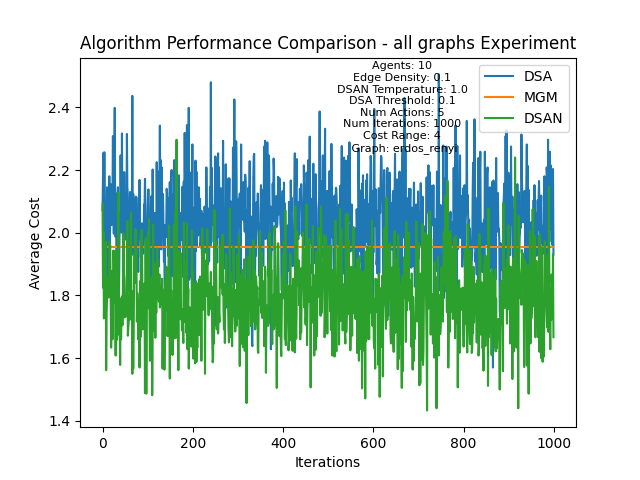 Algorithm Performance Comparison - all graphs Experiment
Agents: 10
Edge Density: 0.1
DSAN Temperature: 1.0
DSA Threshold: 0.1
Num Actions: 5
Num Iterations: 1000
Cost Range: 4
Graph: erdos_renyi
DSA
MGM
DSAN
Average Cost
2.4
2.2
2.0
1.8
1.6
1.4
0
200
400
600
800
1000
Iterations